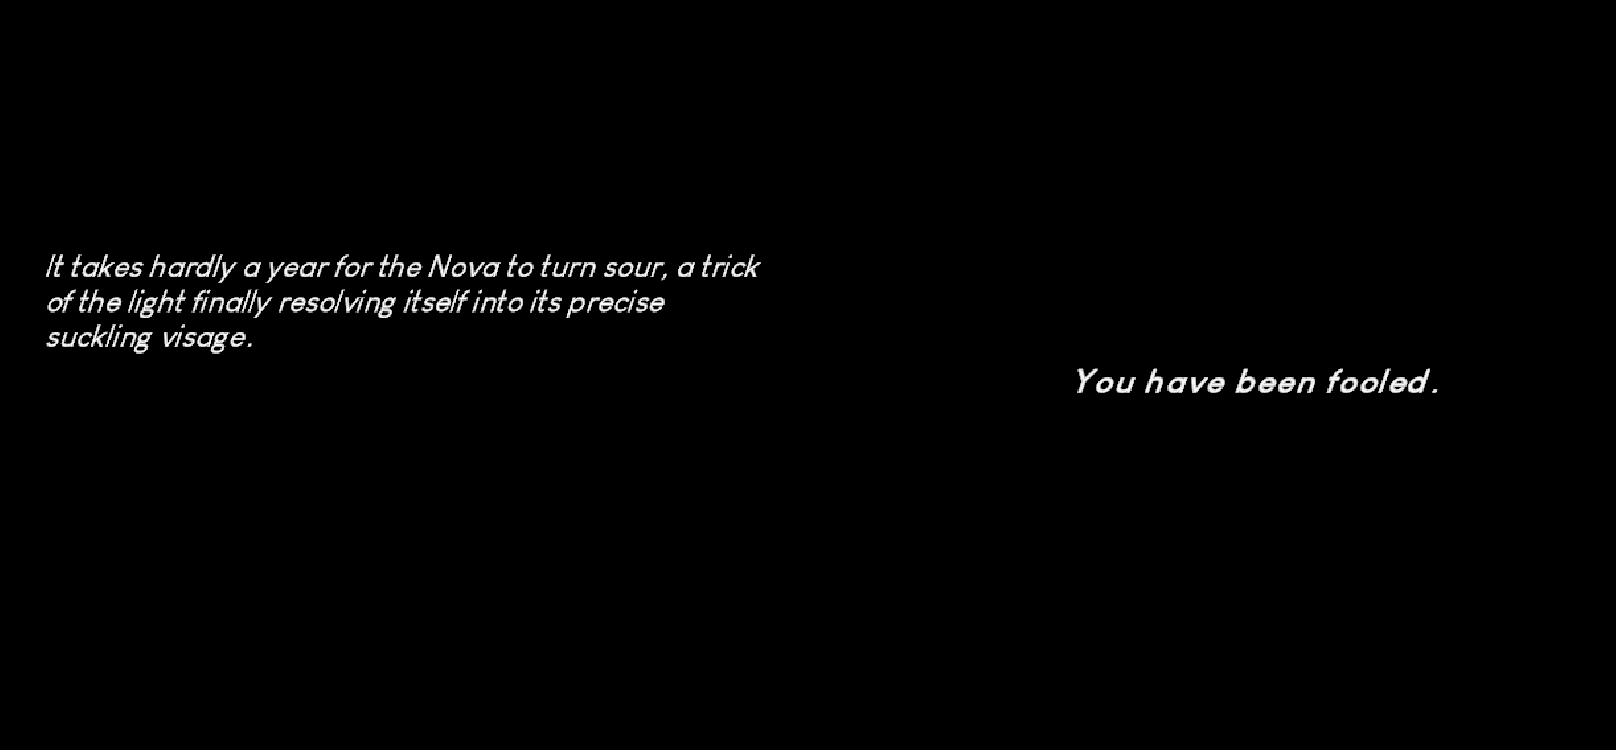 It takes hardly a year for the Nova to turn sour, a trick
of the light finally resolving itself into its precise
suckling visage.
You have been fooled.